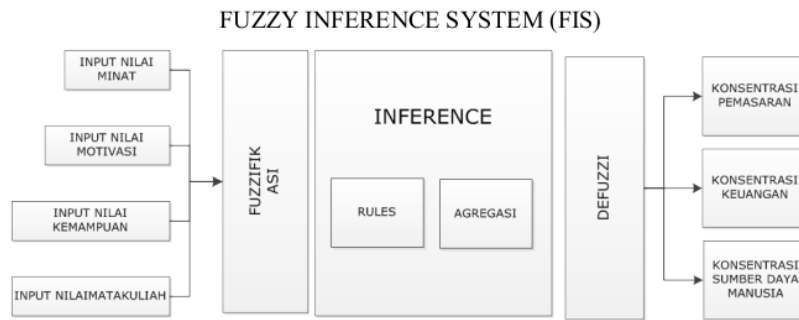 FUZZY INFERENCE SYSTEM (FIS)
INPUT NILAI
MINAT
INPUT NILAI
MOTIVASI
INPUT NILAI
KEMAMPUAN
INPUT NILAIMATAKULIAH
FUZZIFIK
ASI
INFERENCE
RULES
AGREGASI
DEFUZZI
KONSENTRASI
PEMASARAN
KONSENTRASI
KEUANGAN
KONSENTRASI
SUMBER DAYA
MANUSIA